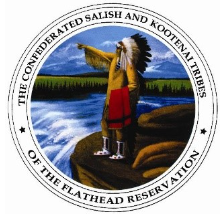 THE CONFEDERATED SALISH AND KOOTENAI TRIBES
OF THE FLATHEAD RESERVATION